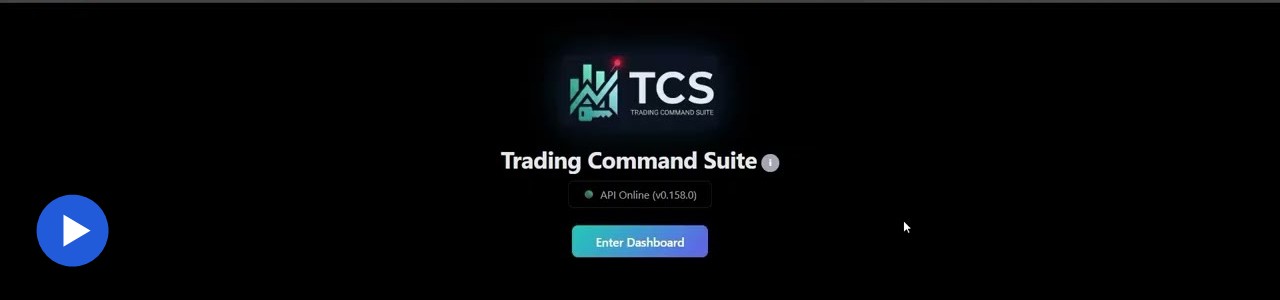 TCS
TRADING COMMAND SUITE
Trading Command Suite i
API Online (v0.158.0)
Enter Dashboard